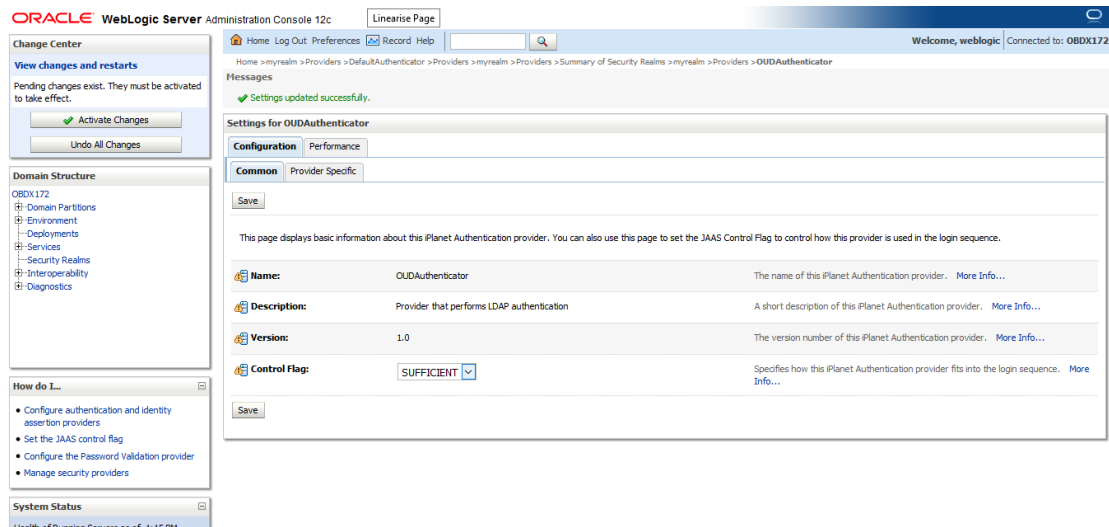 ORACLE WebLogic Server Administration Console 12c
Linearise Page
Change Center
View changes and restarts
Pending changes exist. They must be activated
to take effect.
Activate Changes
Undo All Changes
Domain Structure
OBDX172
Domain Partitions
Environment
Deployments
Services
Security Realms
Interoperability
Diagnostics
How do I...
Configure authentication and identity
assertion providers
Set the JAAS control flag
Configure the Password Validation provider
Manage security providers
System Status
Health of Running Servers as of 4:15 PM
Home Log Out Preferences Record Help
Welcome, weblogic Connected to: OBDX172
Home >myrealm >Providers >DefaultAuthenticator >Providers >myrealm >Providers >Summary of Security Realms >myrealm >Providers >OUDAuthenticator
Messages
Settings updated successfully.
Settings for OUDAuthenticator
Configuration Performance
Common Provider Specific
Save
This page displays basic information about this iPlanet Authentication provider. You can also use this page to set the JAAS Control Flag to control how this provider is used in the login sequence.
Name: OUDAuthenticator The name of this iPlanet Authentication provider. More Info...
Description: Provider that performs LDAP authentication A short description of this iPlanet Authentication provider. More Info...
Version: 1.0 The version number of this iPlanet Authentication provider. More Info...
Control Flag: SUFFICIENT Specifies how this iPlanet Authentication provider fits into the login sequence. More
Info...
Save